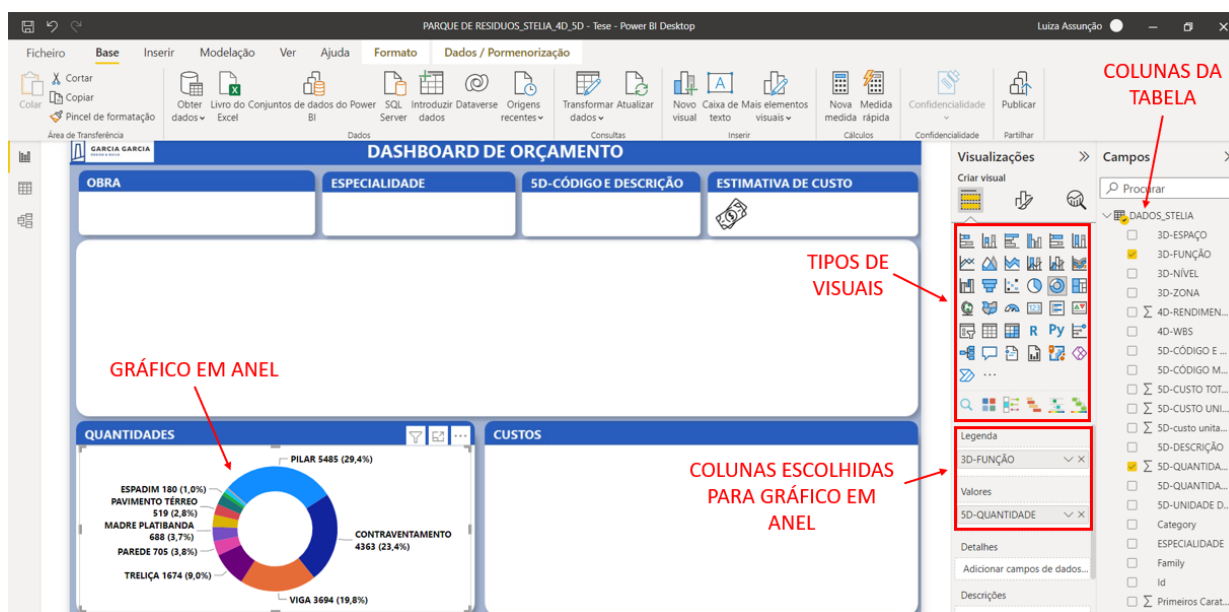 PARQUE DE RESIDUOS_STELIA_4D_5D - Tese - Power BI Desktop
Luiza Assunção
Ficheiro Base Inserir Modelação Ver Ajuda Formato Dados / Pormenorização
Colar
Cortar
Copiar
Pincel de formatação
Área de Transferência
Obter dados
Livro do Excel
Conjuntos de dados do Power BI
SQL Server
Introduzir dados
Dataverse
Origens recentes
Dados
Transformar dados
Atualizar
Consultas
Novo visual
Caixa de texto
Mais elementos visuais
Inserir
Nova medida
Medida rápida
Cálculos
Confidencialidade
Confidencialidade
Publicar
Partilhar
COLUNAS DA
TABELA
GARCIA GARCIA
DASHBOARD DE ORÇAMENTO
OBRA
ESPECIALIDADE
5D-CÓDIGO E DESCRIÇÃO
ESTIMATIVA DE CUSTO
TIPOS DE
VISUAIS
GRÁFICO EM ANEL
QUANTIDADES
PILAR 5485 (29,4%)
CONTRAVENTAMENTO
4363 (23,4%)
VIGA 3694 (19,8%)
TRELIÇA 1674 (9,0%)
PAREDE 705 (3,8%)
MADRE PLATIBANDA
688 (3,7%)
PAVIMENTO TÉRREO
519 (2,8%)
ESPADIM 180 (1,0%)
CUSTOS
COLUNAS ESCOLHIDAS
PARA GRÁFICO EM
ANEL
Visualizações
Criar visual
R Py
Legenda
3D-FUNÇÃO
Valores
5D-QUANTIDADE
Detalhes
Adicionar campos de dados...
Descrições
Campos
Procurar
DADOS_STELIA
3D-ESPAÇO
3D-FUNÇÃO
3D-NÍVEL
3D-ZONA
4D-RENDIMEN...
4D-WBS
5D-CÓDIGO E ...
5D-CÓDIGO M...
5D-CUSTO TOT...
5D-CUSTO UNI...
5D-custo unita...
5D-DESCRIÇÃO
5D-QUANTIDA...
5D-QUANTIDA...
5D-UNIDADE D...
Category
ESPECIALIDADE
Family
Id
Primeiros Carat...